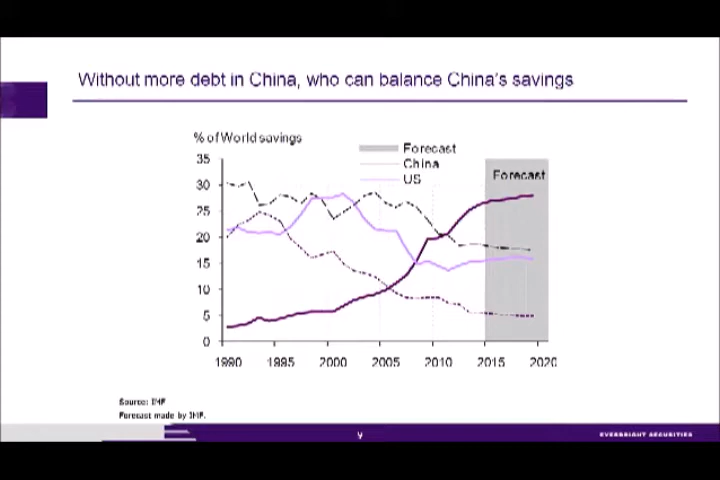 Without more debt in China, who can balance China's savings
% of World savings
Forecast
China
US
Forecast
35
30
25
20
15
10
5
0
1990 1995 2000 2005 2010 2015 2020
Source: IMF
Forecast made by IMF.
9
EVERBRIGHT SECURITIES